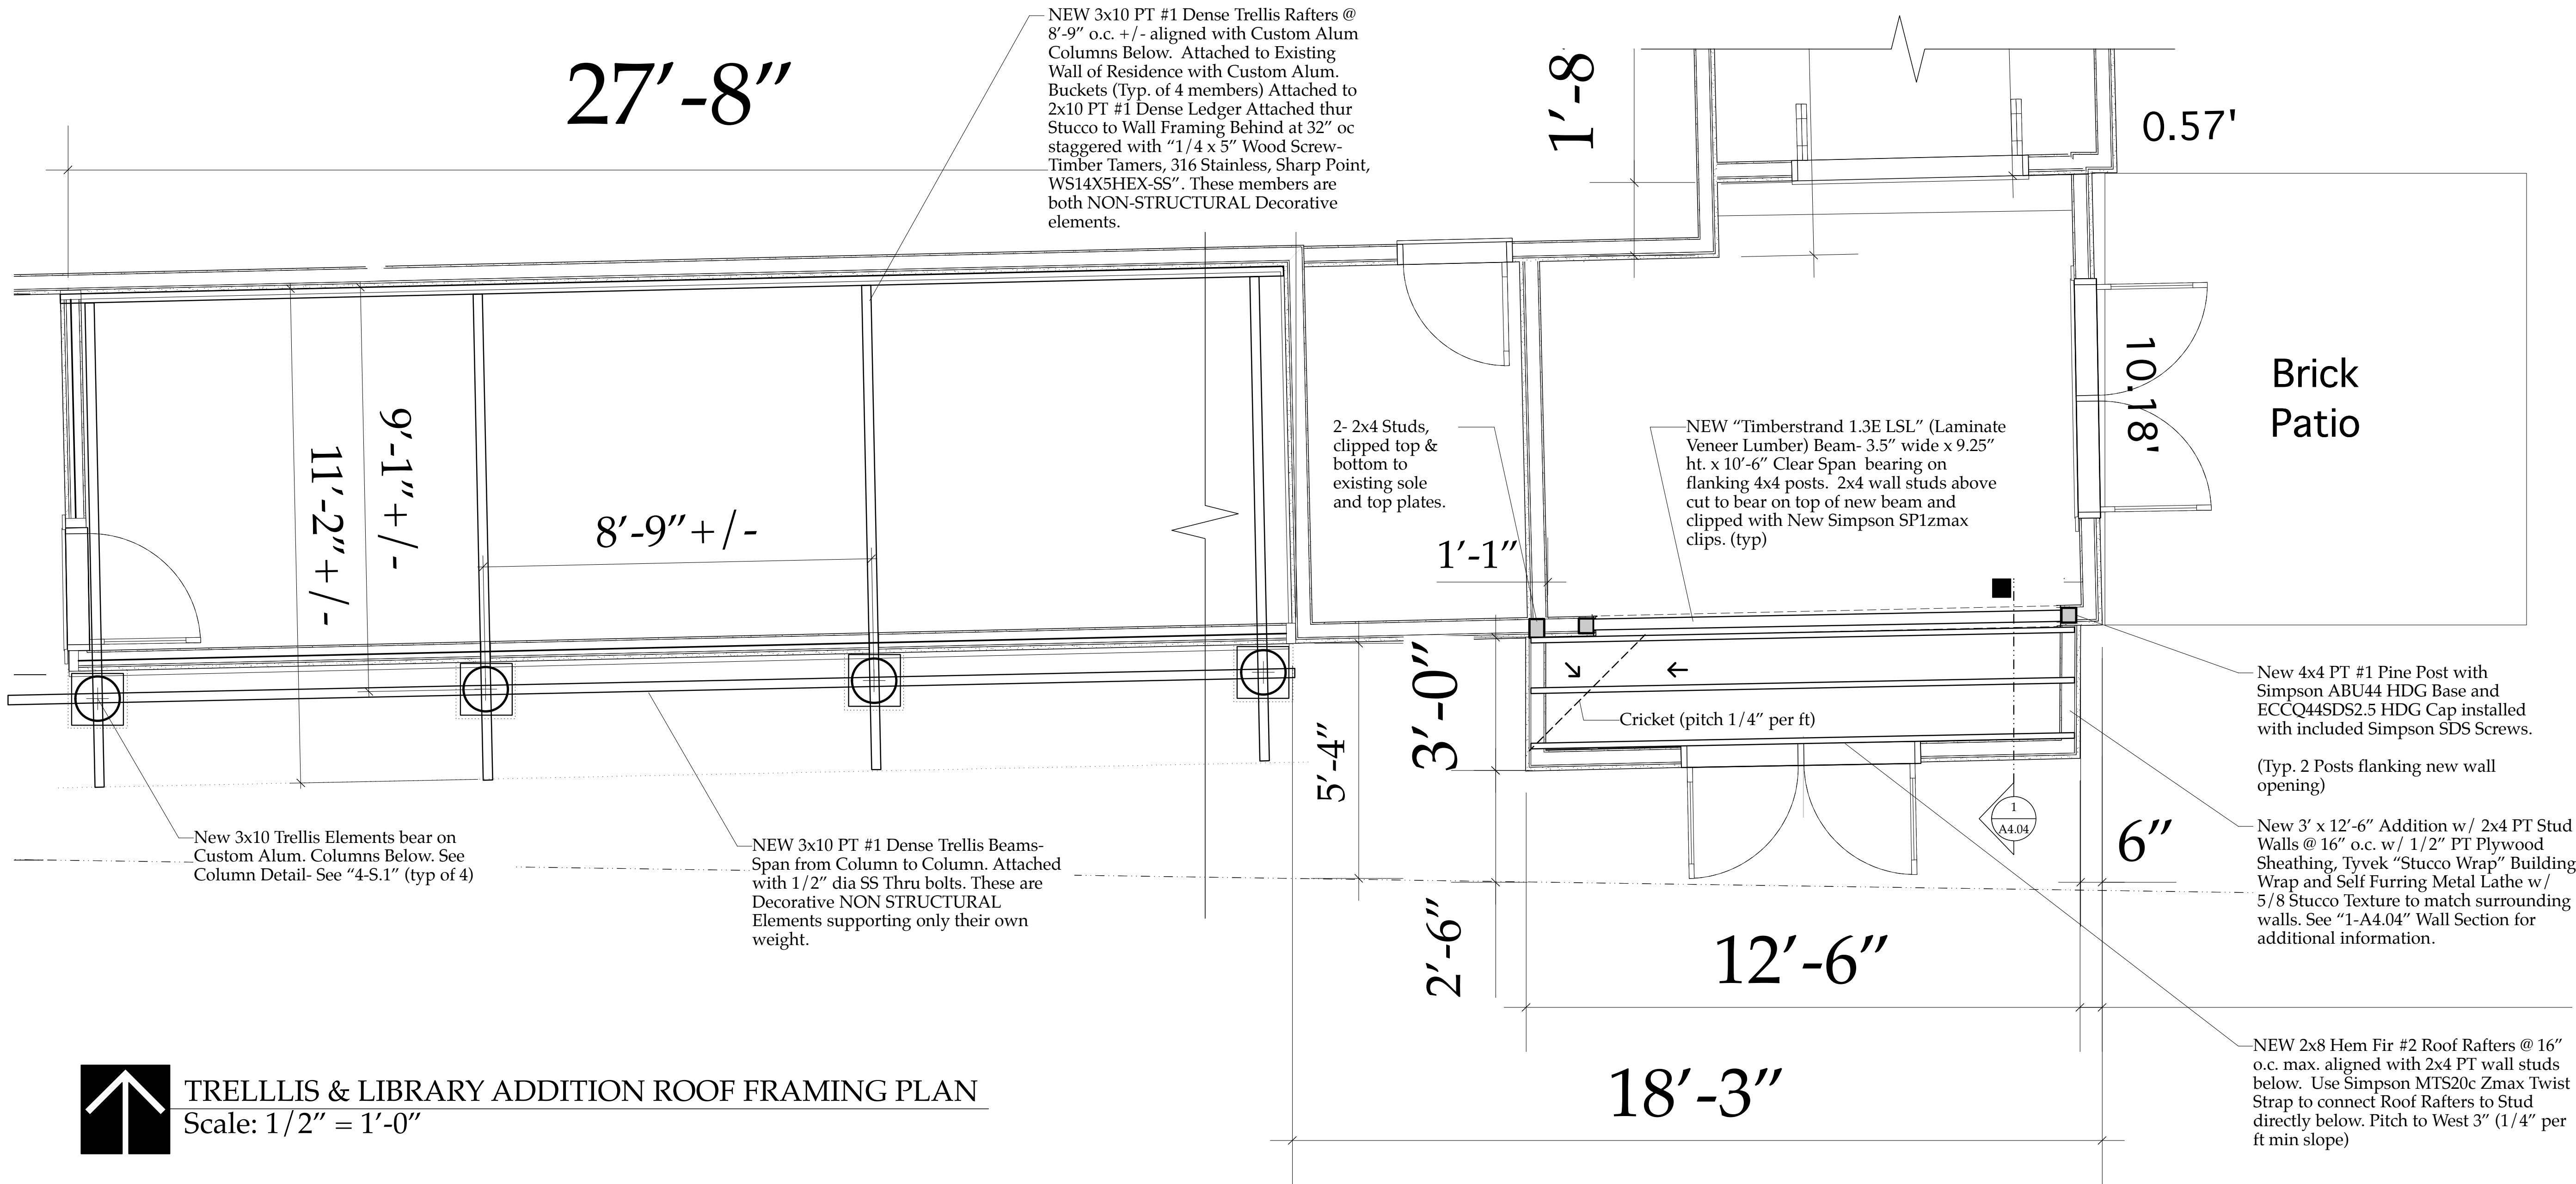 NEW 3x10 PT #1 Dense Trellis Rafters @
8’-9” o.c. +/- aligned with Custom Alum
Columns Below.  Attached to Existing
Wall of Residence with Custom Alum.
Buckets (Typ. of 4 members) Attached to
2x10 PT #1 Dense Ledger Attached thur
Stucco to Wall Framing Behind at 32” oc
staggered with “1/4 x 5” Wood Screw-
Timber Tamers, 316 Stainless, Sharp Point,
WS14X5HEX-SS”. These members are
both NON-STRUCTURAL Decorative
elements.
27’-8”
1’-8
0.57'
9’-1”+/-
11’-2”+/-
8’-9”+/-
2- 2x4 Studs,
clipped top &
bottom to
existing sole
and top plates.
1’-1”
NEW “Timberstrand 1.3E LSL” (Laminate
Veneer Lumber) Beam- 3.5” wide x 9.25”
ht. x 10’-6” Clear Span  bearing on
flanking 4x4 posts.  2x4 wall studs above
cut to bear on top of new beam and
clipped with New Simpson SP1zmax
clips. (typ)
10.18'
Brick
Patio
3’-0”
5’-4”
Cricket (pitch 1/4” per ft)
New 4x4 PT #1 Pine Post with
Simpson ABU44 HDG Base and
ECCQ44SDS2.5 HDG Cap installed
with included Simpson SDS Screws.
(Typ. 2 Posts flanking new wall
opening)
1
A4.04
6”
New 3’ x 12’-6” Addition w/ 2x4 PT Stud
Walls @ 16” o.c. w/ 1/2” PT Plywood
Sheathing, Tyvek “Stucco Wrap” Building
Wrap and Self Furring Metal Lathe w/
5/8 Stucco Texture to match surrounding
walls. See “1-A4.04” Wall Section for
additional information.
New 3x10 Trellis Elements bear on
Custom Alum. Columns Below. See
Column Detail- See “4-S.1” (typ of 4)
NEW 3x10 PT #1 Dense Trellis Beams-
Span from Column to Column. Attached
with 1/2” dia SS Thru bolts. These are
Decorative NON STRUCTURAL
Elements supporting only their own
weight.
2’-6”
12’-6”
18’-3”
NEW 2x8 Hem Fir #2 Roof Rafters @ 16”
o.c. max. aligned with 2x4 PT wall studs
below.  Use Simpson MTS20c Zmax Twist
Strap to connect Roof Rafters to Stud
directly below. Pitch to West 3” (1/4” per
ft min slope)
TRELLLIS & LIBRARY ADDITION ROOF FRAMING PLAN
Scale: 1/2” = 1’-0”